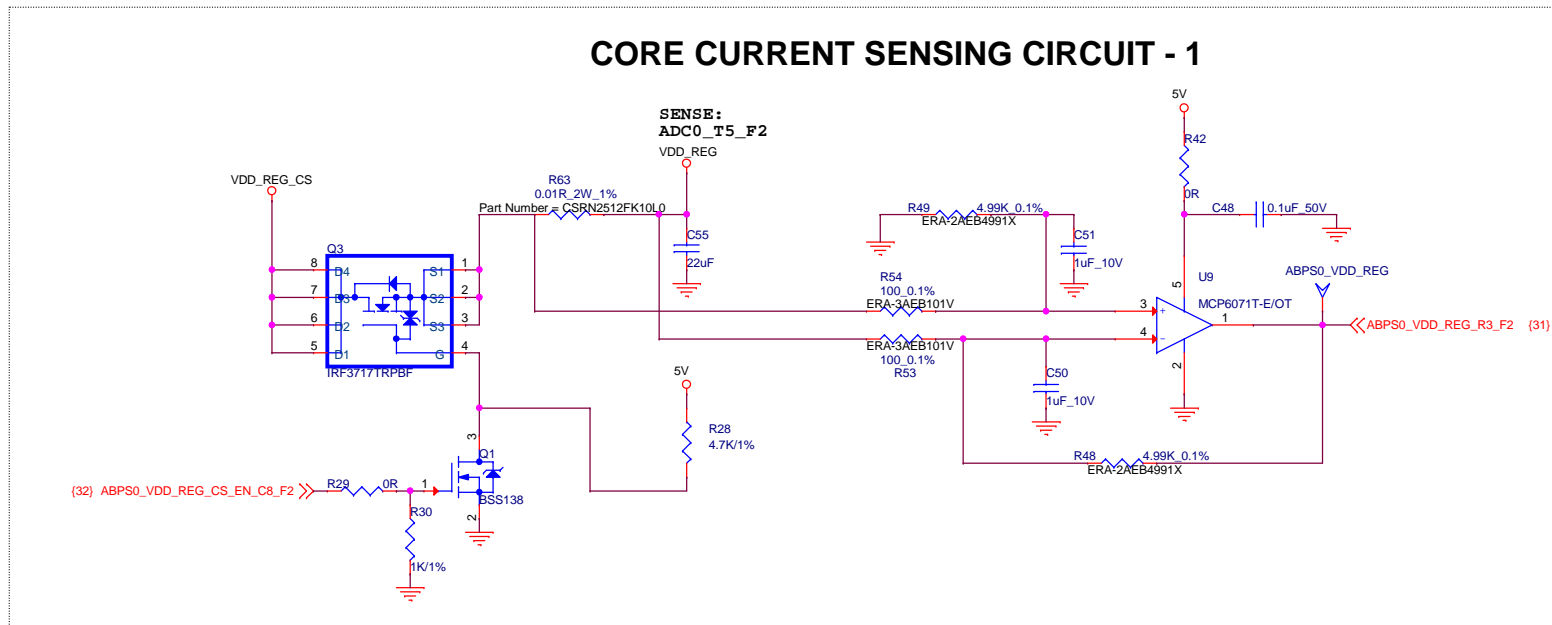 CORE CURRENT SENSING CIRCUIT - 1
5V
SENSE:
ADC0_T5_F2
VDD_REG
R42
0R
VDD_REG_CS
R63
0.01R_2W_1%
Part Number = CSRN2512FK10L0
R49
4.99K_0.1%
ERA-2AEB4991X
C48
0.1uF_50V
C55
22uF
C51
1uF_10V
Q3
8
D4
S1
1
7
D3
S2
2
6
D2
S3
3
5
D1
G
4
IRF3717TRPBF
R54
100_0.1%
ERA-3AEB101V
ERA-3AEB101V
100_0.1%
R53
U9
MCP6071T-E/OT
5
3
+
4
-
1
2
ABPS0_VDD_REG
ABPS0_VDD_REG_R3_F2 {31}
C50
1uF_10V
5V
R28
4.7K/1%
R48
4.99K_0.1%
ERA-2AEB4991X
3
Q1
BSS138
1
2
{32} ABPS0_VDD_REG_CS_EN_C8_F2
R29
0R
R30
1K/1%